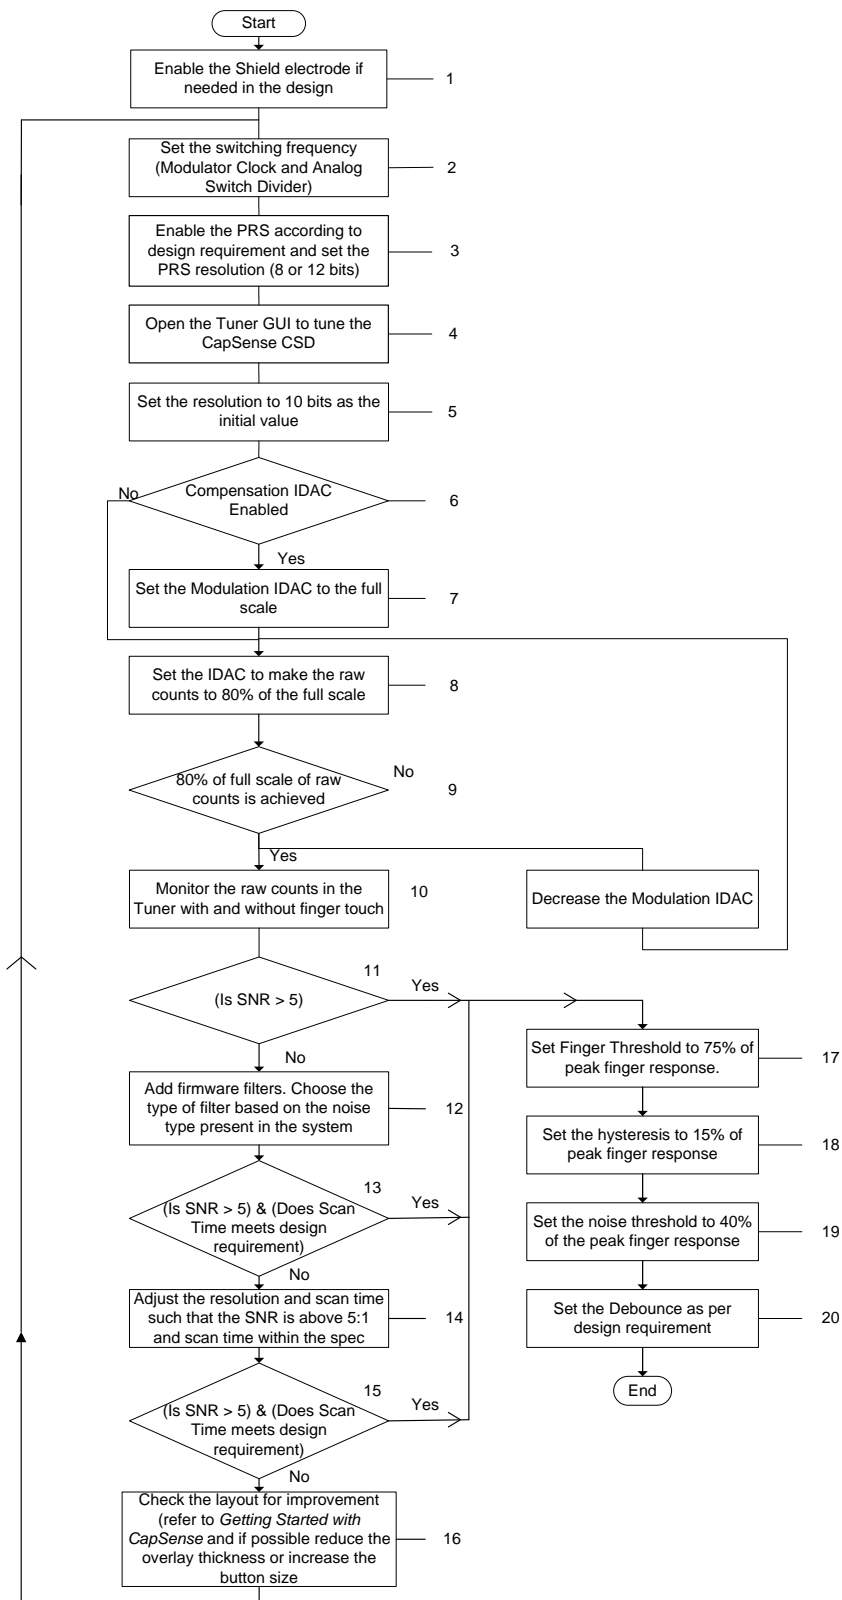 Start
Enable the Shield electrode if
needed in the design
1
Set the switching frequency
(Modulator Clock and Analog
Switch Divider)
2
Enable the PRS according to
design requirement and set the
PRS resolution (8 or 12 bits)
3
Open the Tuner GUI to tune the
CapSense CSD
4
Set the resolution to 10 bits as the
initial value
5
No
Compensation IDAC
Enabled
6
Yes
Set the Modulation IDAC to the full
scale
7
Set the IDAC to make the raw
counts to 80% of the full scale
8
80% of full scale of raw
counts is achieved
No
9
Yes
Monitor the raw counts in the
Tuner with and without finger touch
10
Decrease the Modulation IDAC
11
(Is SNR > 5)
Yes
No
Add firmware filters. Choose the
type of filter based on the noise
type present in the system
12
13
(Is SNR > 5) & (Does Scan
Time meets design
requirement)
Yes
No
Adjust the resolution and scan time
such that the SNR is above 5:1
and scan time within the spec
14
15
(Is SNR > 5) & (Does Scan
Time meets design
requirement)
Yes
No
Check the layout for improvement
(refer to Getting Started with
CapSense and if possible reduce the
overlay thickness or increase the
button size
16
Set Finger Threshold to 75% of
peak finger response.
17
Set the hysteresis to 15% of
peak finger response
18
Set the noise threshold to 40%
of the peak finger response
19
Set the Debounce as per
design requirement
20
End